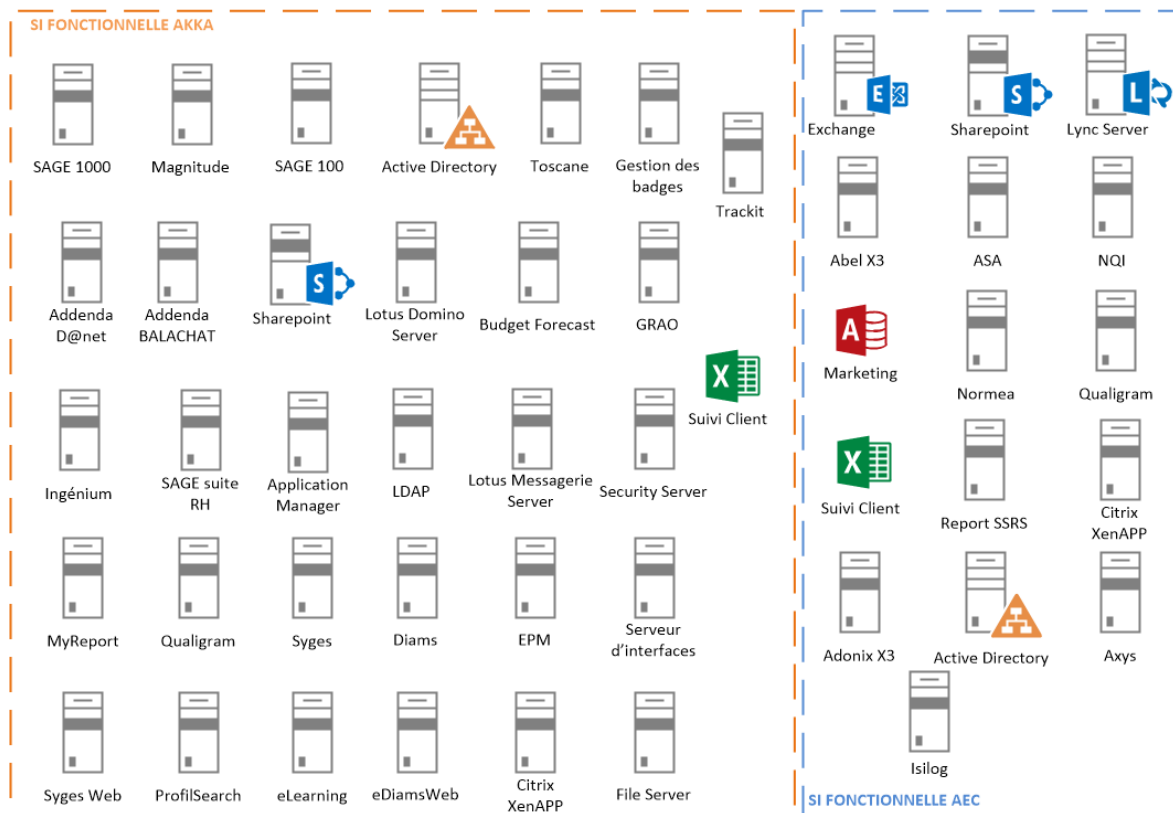 SI FONCTIONNELLE AKKA
SAGE 1000
Magnitude
SAGE 100
Active Directory
Toscane
Gestion des
badges
Trackit
Addenda
D@net
Addenda
BALACHAT
S
Sharepoint
Lotus Domino
Server
Budget Forecast
GRAO
X
Suivi Client
Ingénium
SAGE suite
RH
Application
Manager
LDAP
Lotus Messagerie
Server
Security Server
MyReport
Qualigram
Syges
Diams
EPM
Serveur
d’interfaces
Syges Web
ProfilSearch
eLearning
eDiamsWeb
Citrix
XenAPP
File Server
E
Exchange
S
Sharepoint
L
Lync Server
Abel X3
ASA
NQI
A
Marketing
Normea
Qualigram
X
Suivi Client
Report SSRS
Citrix
XenAPP
Adonix X3
Active Directory
Axys
Isilog
SI FONCTIONNELLE AEC